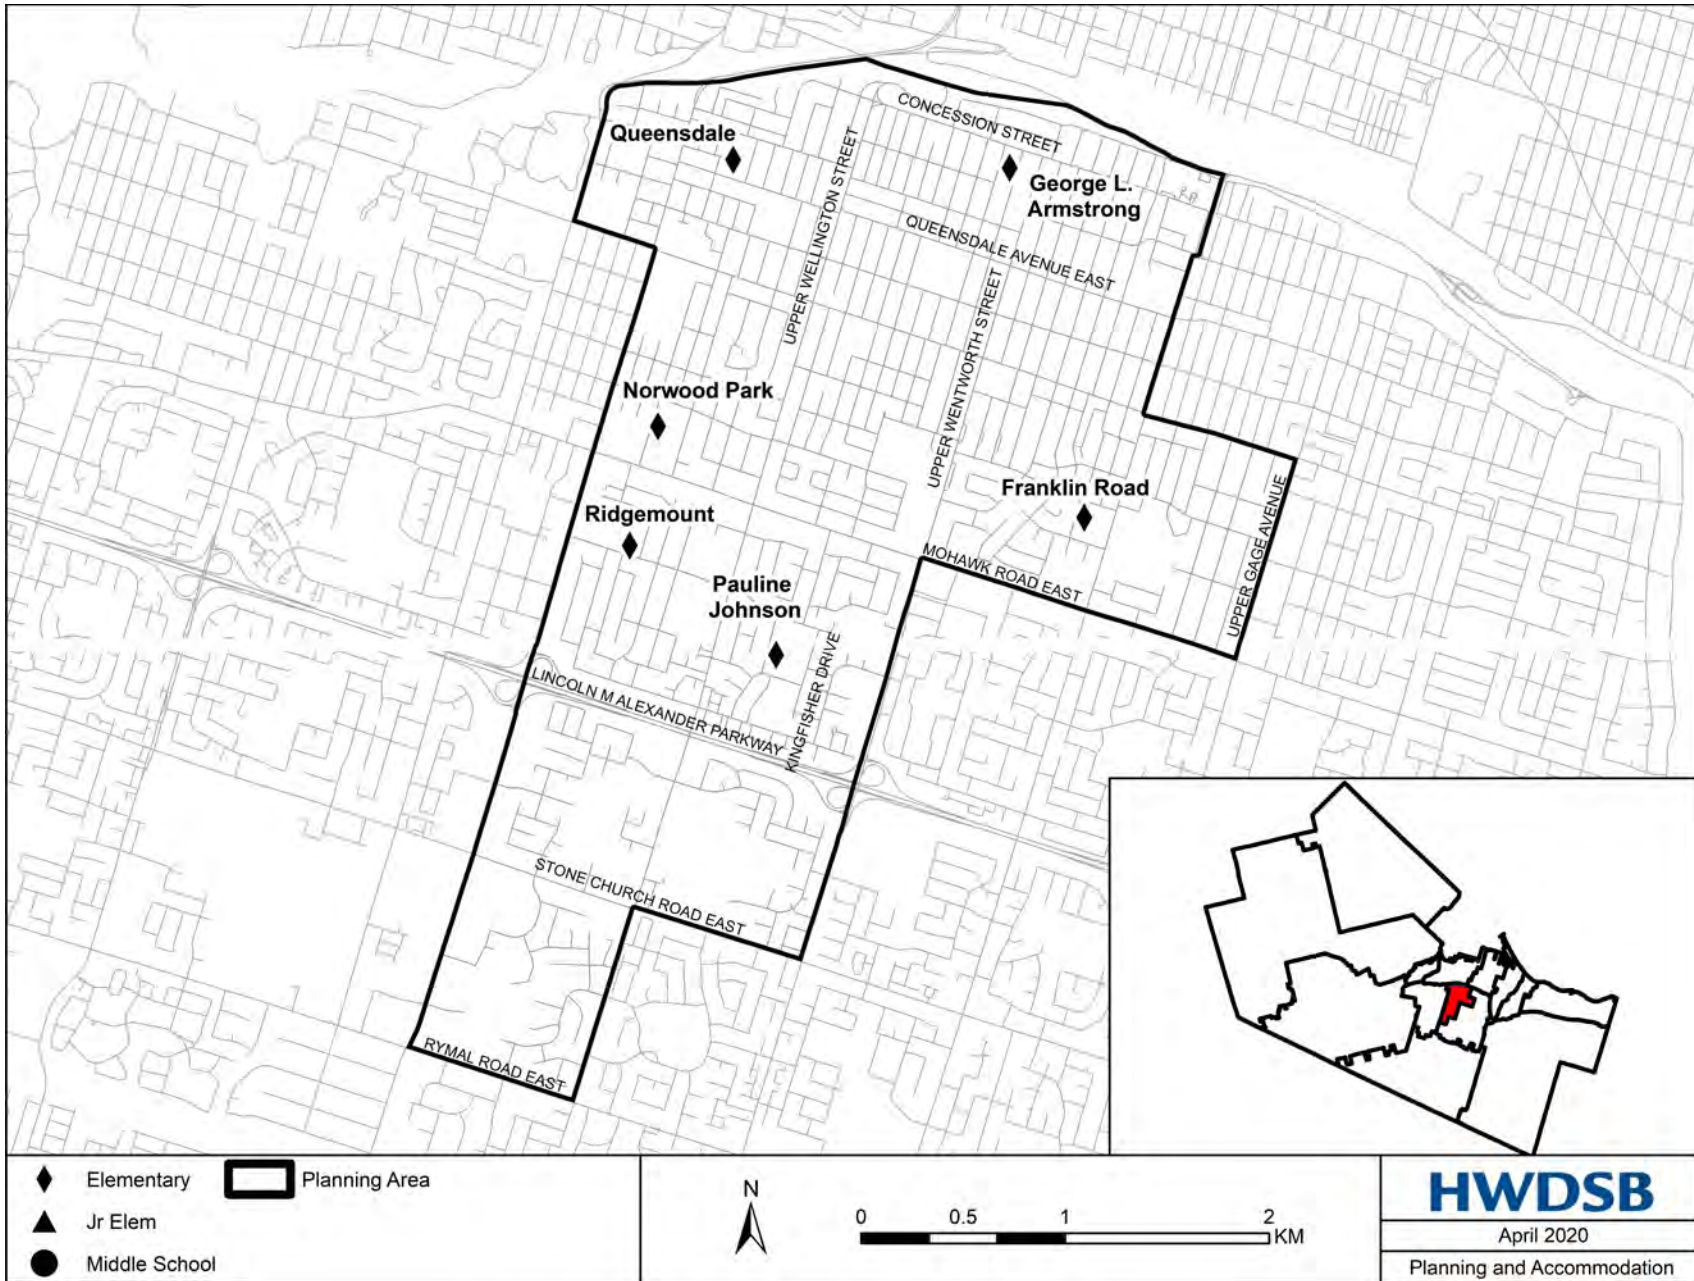 CONCESSION STREET
Queensdale
UPPER WELLINGTON STREET
George L.
Armstrong
QUEENSDALE AVENUE EAST
UPPER WENTWORTH STREET
Norwood Park
Franklin Road
UPPER GAGE AVENUE
Ridgemount
MOHAWK ROAD EAST
Pauline
Johnson
KINGFISHER DRIVE
LINCOLN M ALEXANDER PARKWAY
STONE CHURCH ROAD EAST
RYMAL ROAD EAST
Elementary
Planning Area
Jr Elem
Middle School
N
0 0.5 1 2
KM
HWDSB
April 2020
Planning and Accommodation